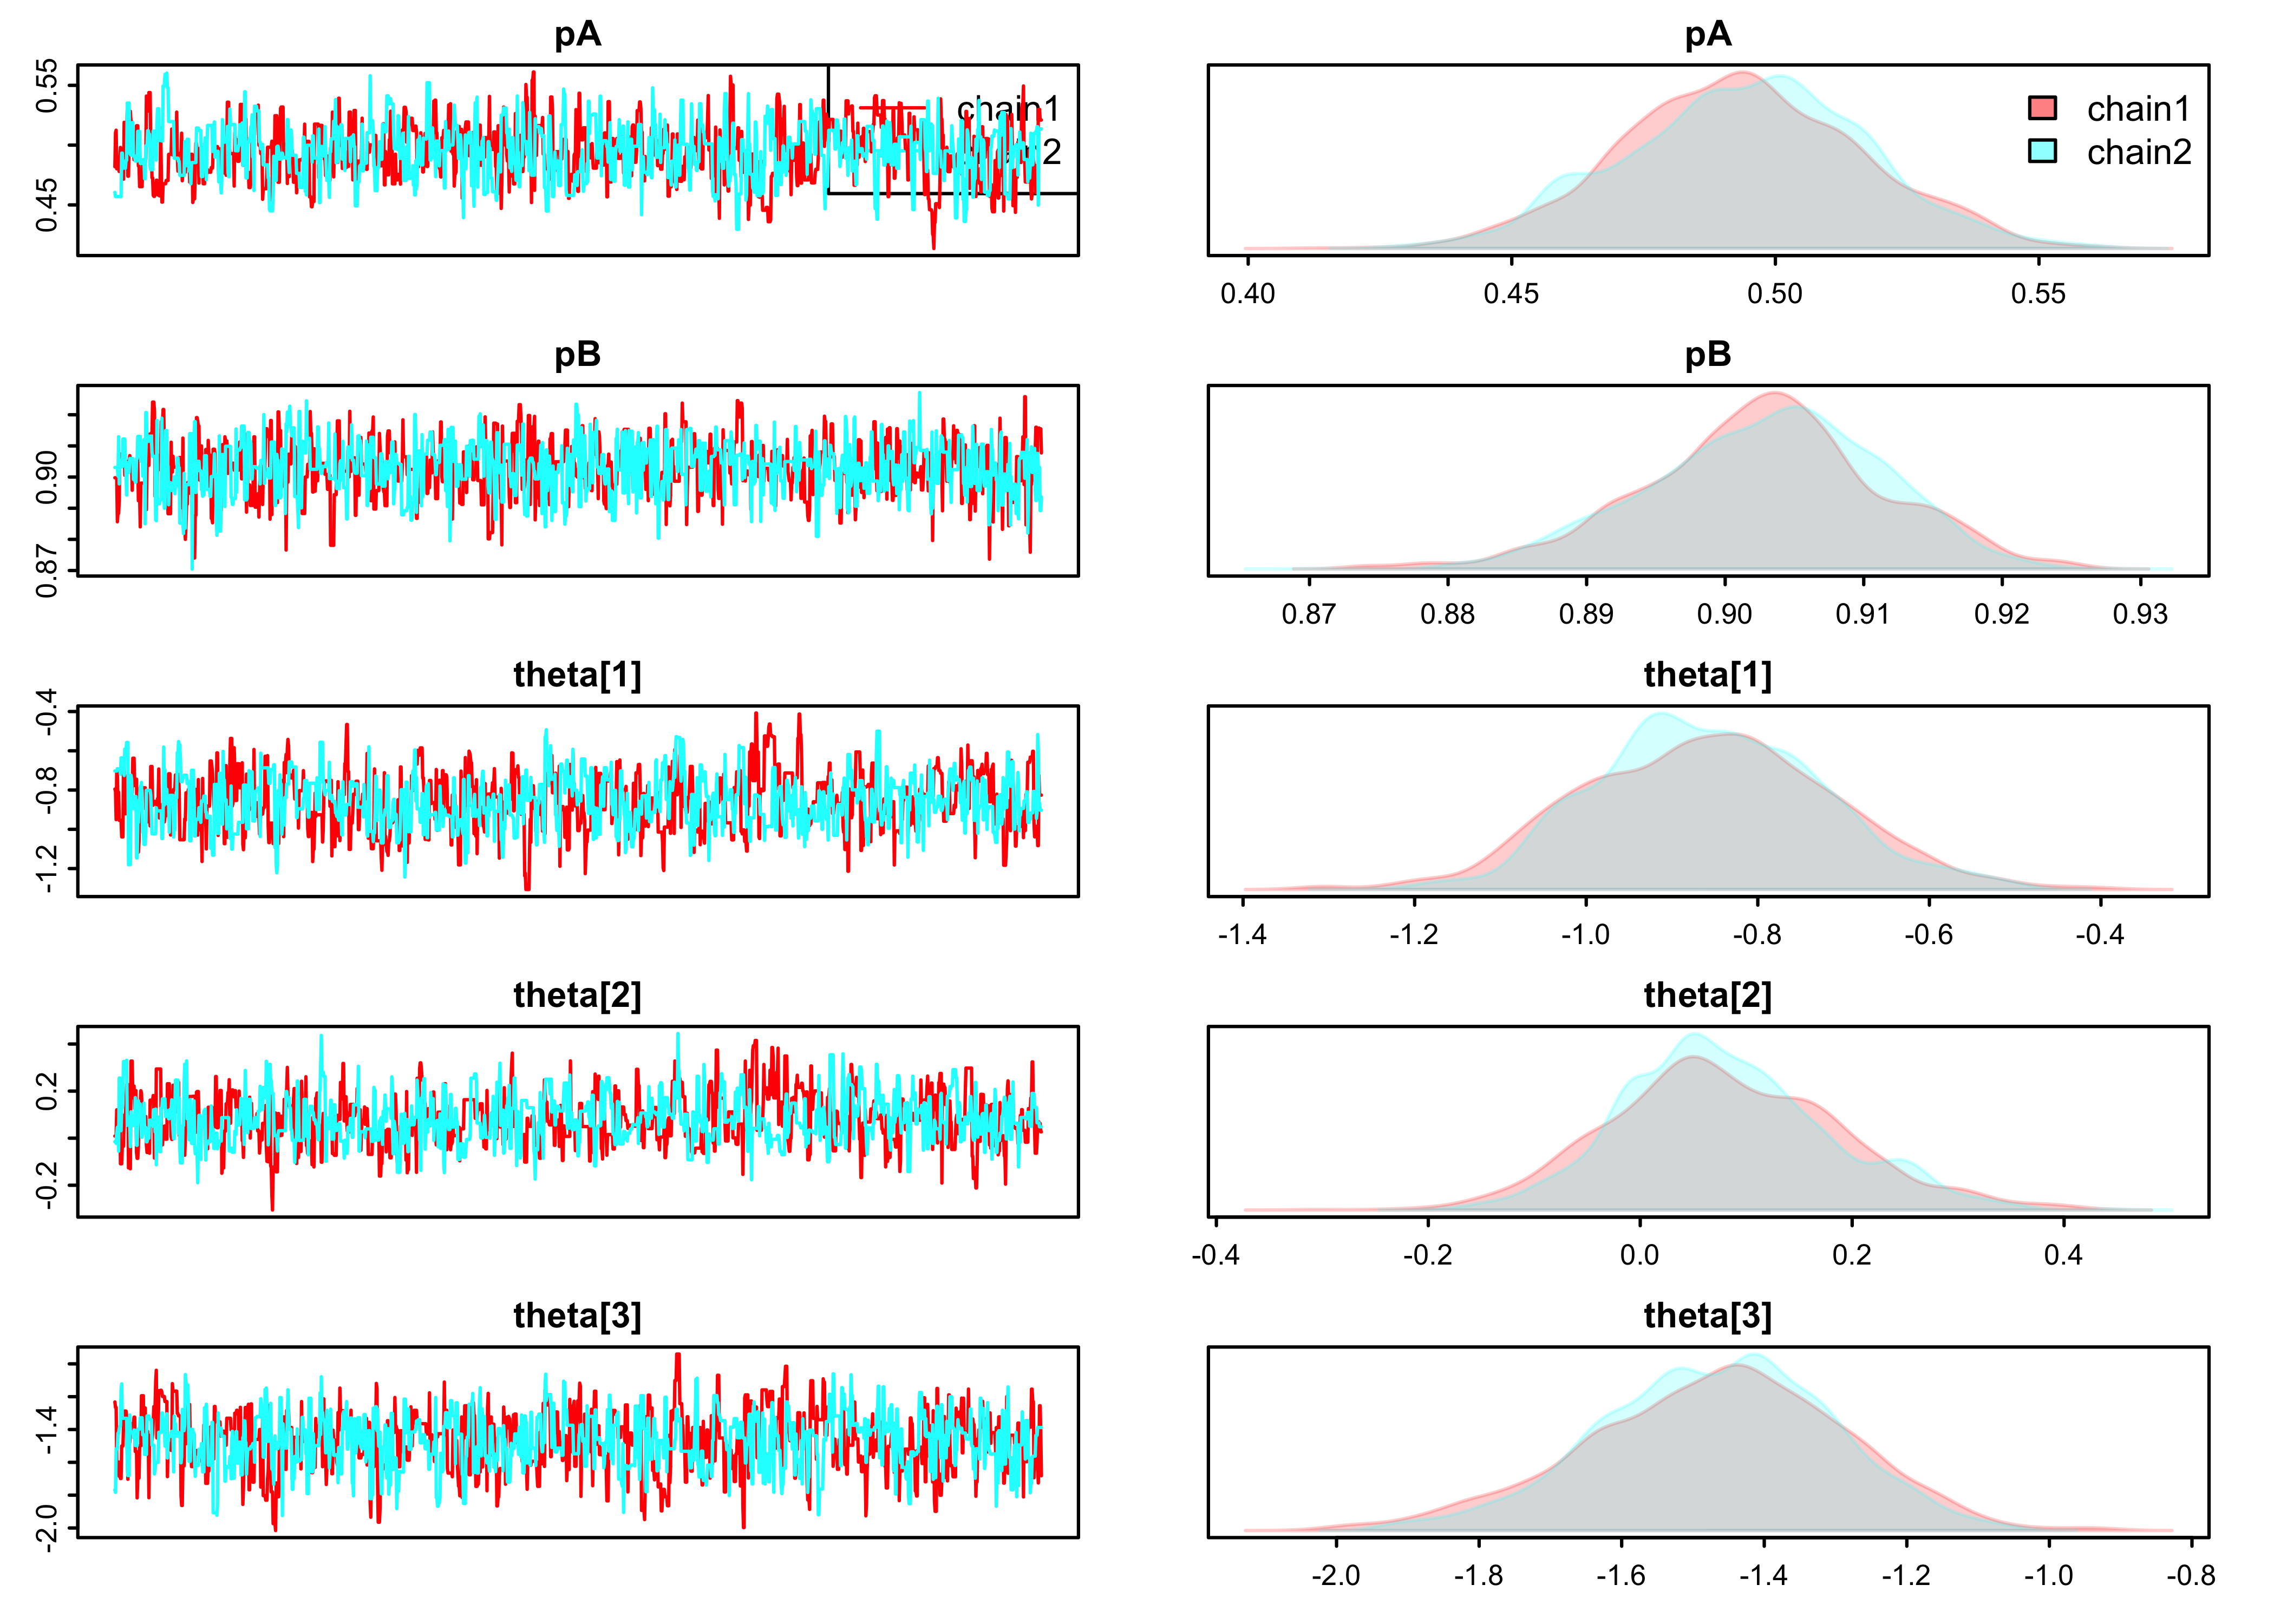 pA
0.55
0.45
chain1
pA
chain1
chain2
0.40 0.45 0.50 0.55
pB
0.90
0.87
pB
0.87 0.88 0.89 0.90 0.91 0.92 0.93
theta[1]
-0.4
-0.8
-1.2
theta[1]
-1.4 -1.2 -1.0 -0.8 -0.6 -0.4
theta[2]
0.2
-0.2
theta[2]
-0.4 -0.2 0.0 0.2 0.4
theta[3]
-1.4
-2.0
theta[3]
-2.0 -1.8 -1.6 -1.4 -1.2 -1.0 -0.8